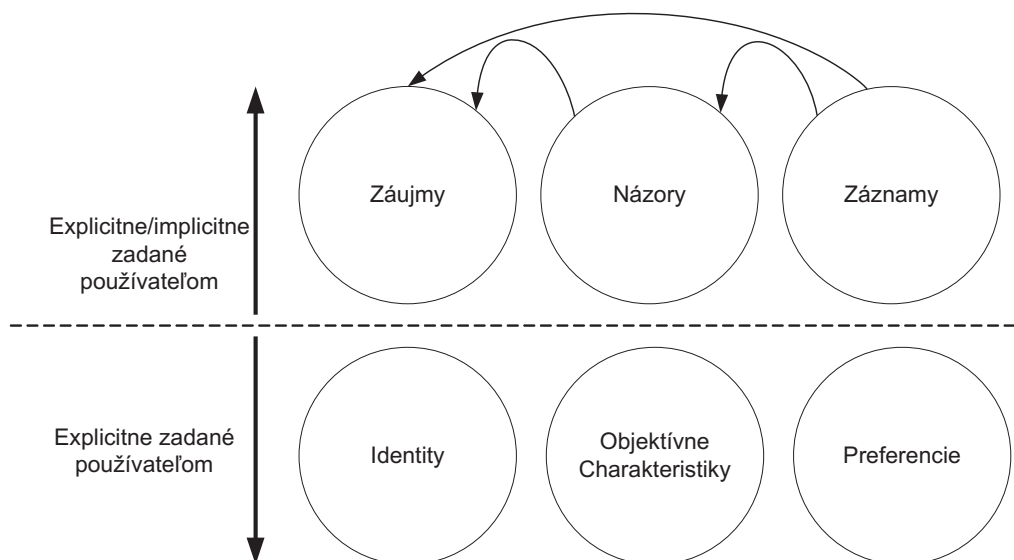 Záujmy
Názory
Záznamy
Explicitne/implicitne
zadané
používateľom
Explicitne zadané
používateľom
Identity
Objektívne
Charakteristiky
Preferencie